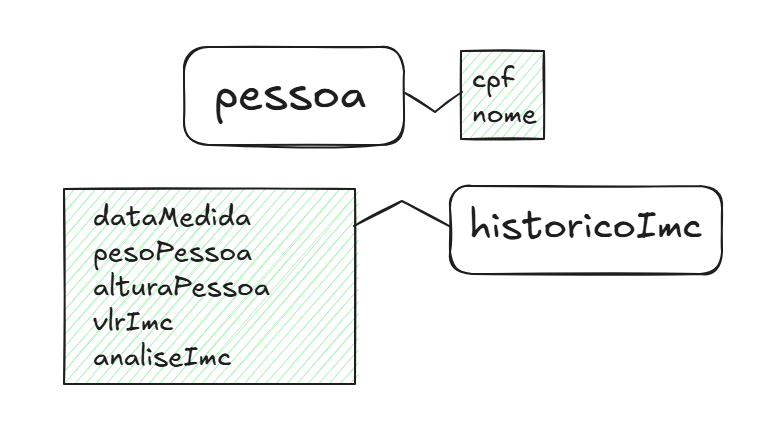 pessoa
cpf
nome
dataMedida
pesoPessoa
alturaPessoa
vlrImc
analiseImc
historicoImc